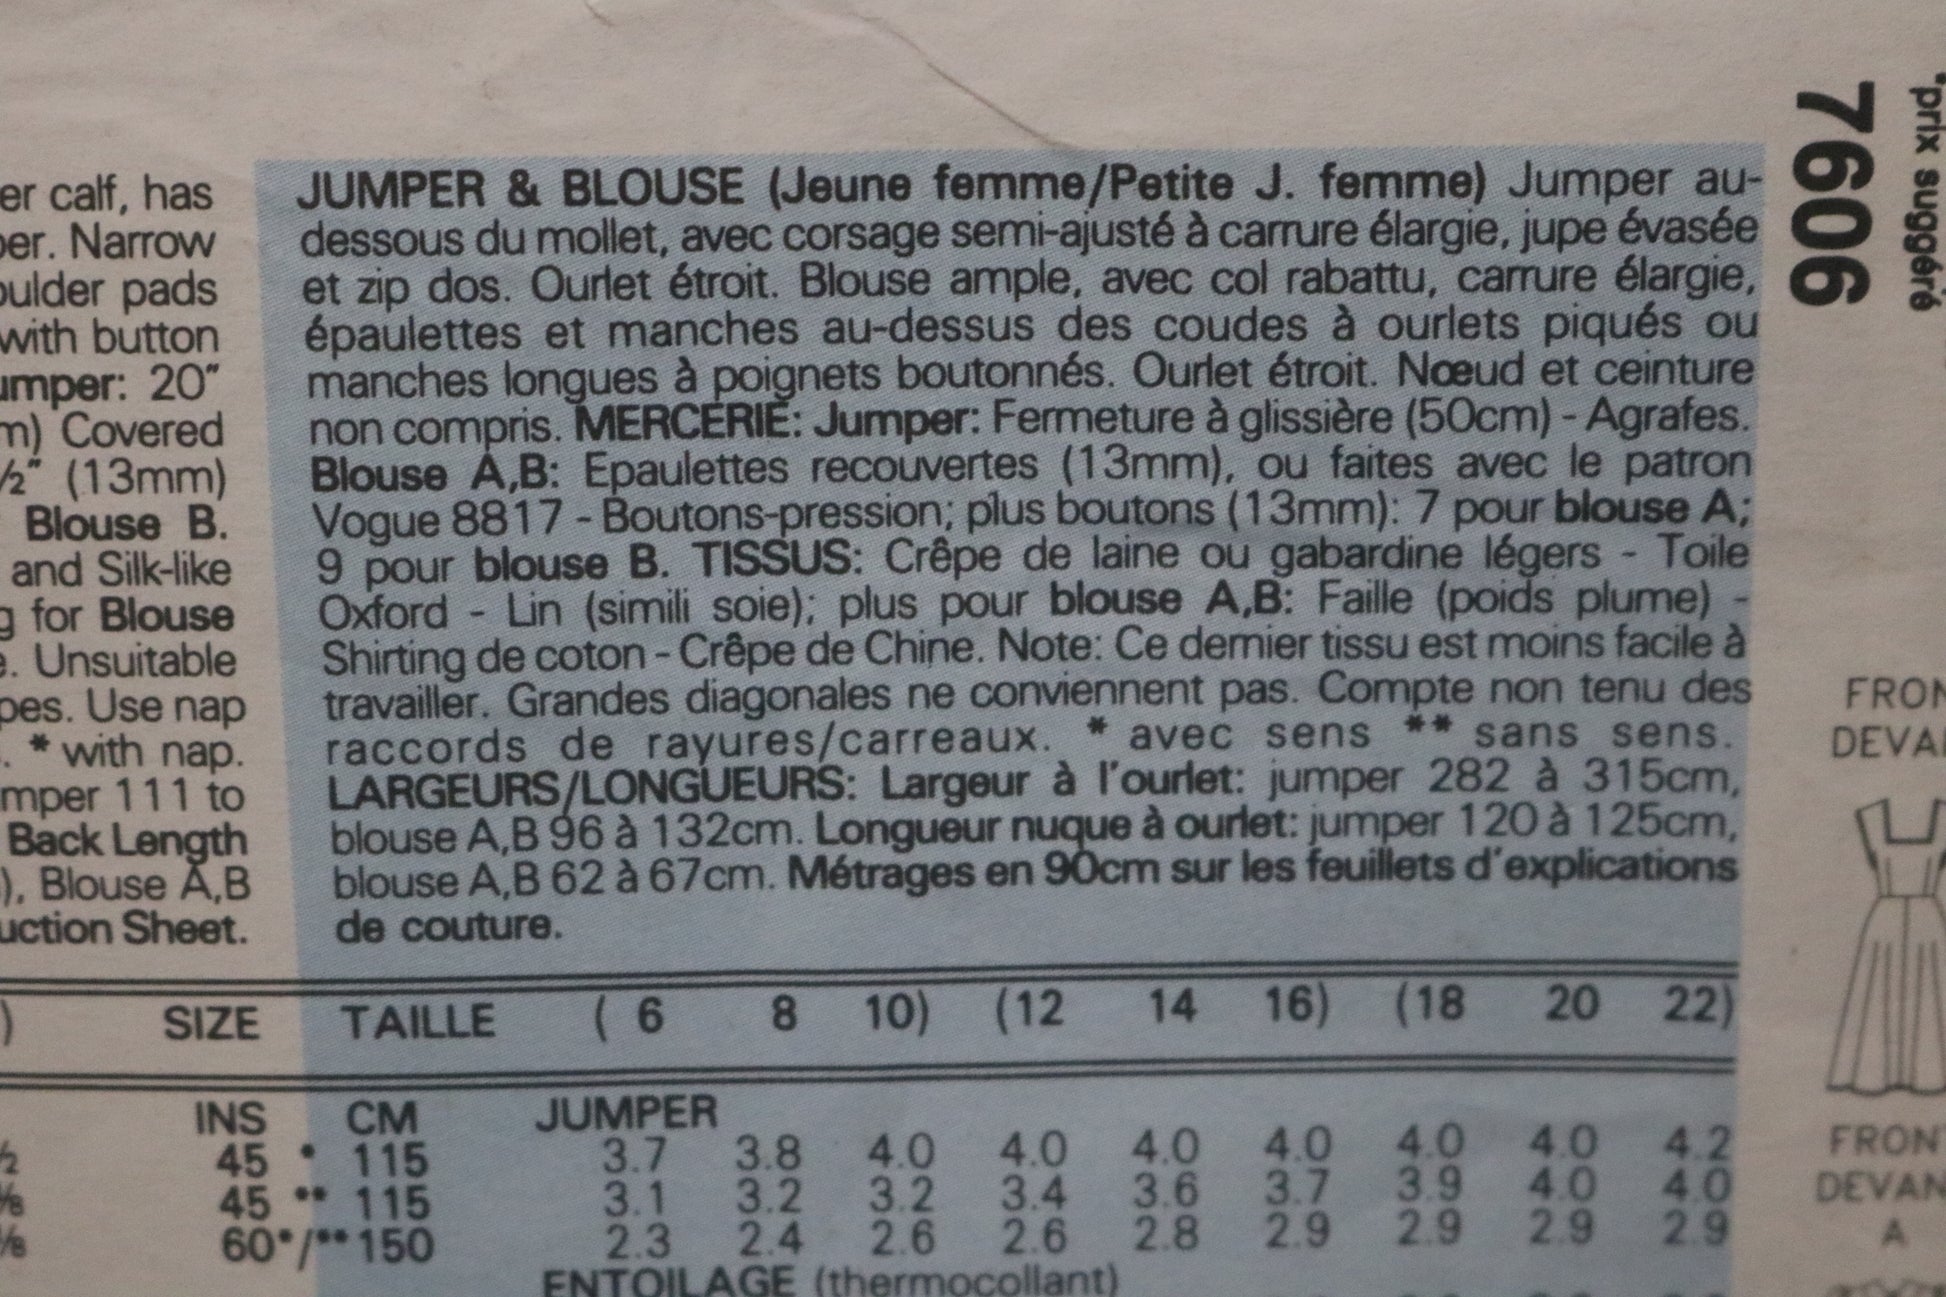 er calf, has
per. Narrow
oulder pads
with button
umper: 20"
m) Covered
½" (13mm)
Blouse B.
and Silk-like
g for Blouse
e. Unsuitable
pes. Use nap
. * with nap.
mper 111 to
Back Length
), Blouse A,B
uction Sheet.
JUMPER & BLOUSE (Jeune femme/Petite J. femme) Jumper au-
dessous du mollet, avec corsage semi-ajusté à carrure élargie, jupe évasée
et zip dos. Ourlet étroit. Blouse ample, avec col rabattu, carrure élargie,
épaulettes et manches au-dessus des coudes à ourlets piqués ou
manches longues à poignets boutonnés. Ourlet étroit. Nœud et ceinture
non compris. MERCERIE: Jumper: Fermeture à glissière (50cm) - Agrafes.
Blouse A,B: Epaulettes recouvertes (13mm), ou faites avec le patron
Vogue 8817 - Boutons-pression; plus boutons (13mm): 7 pour blouse A;
9 pour blouse B. TISSUS: Crêpe de laine ou gabardine légers - Toile
Oxford - Lin (simili soie); plus pour blouse A,B: Faille (poids plume) -
Shirting de coton - Crêpe de Chine. Note: Ce dernier tissu est moins facile à
travailler. Grandes diagonales ne conviennent pas. Compte non tenu des
raccords de rayures/carreaux. * avec sens ** sans sens.
LARGEURS/LONGUEURS: Largeur à l'ourlet: jumper 282 à 315cm,
blouse A,B 96 à 132cm. Longueur nuque à ourlet: jumper 120 à 125cm,
blouse A,B 62 à 67cm. Métrages en 90cm sur les feuillets d'explications
de couture.
) SIZE TAILLE ( 6 8 10) (12 14 16) (18 20 22)
INS CM JUMPER
½ 45 * 115 3.7 3.8 4.0 4.0 4.0 4.0 4.0 4.0 4.2
⅜ 45 ** 115 3.1 3.2 3.2 3.4 3.6 3.7 3.9 4.0 4.0
⅛ 60*/** 150 2.3 2.4 2.6 2.6 2.8 2.9 2.9 2.9 2.9
ENTOILAGE (thermocollant)
7606
*prix suggéré
FRON
DEVA
FRON
DEVAN
A